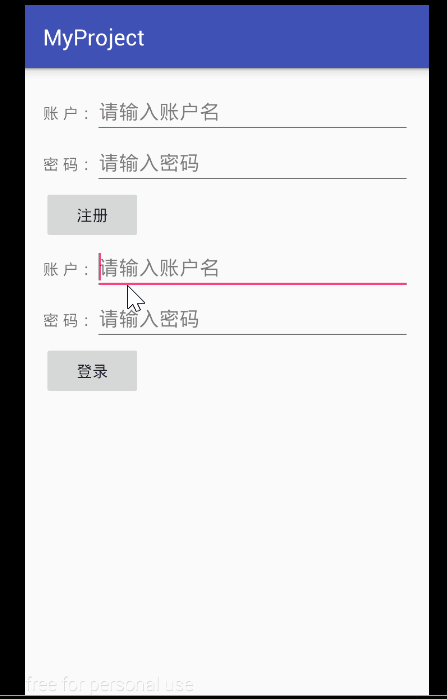 MyProject
账 户 : 请输入账户名
密 码 : 请输入密码
注册
账 户 : 请输入账户名
密 码 : 请输入密码
登录
free for personal use